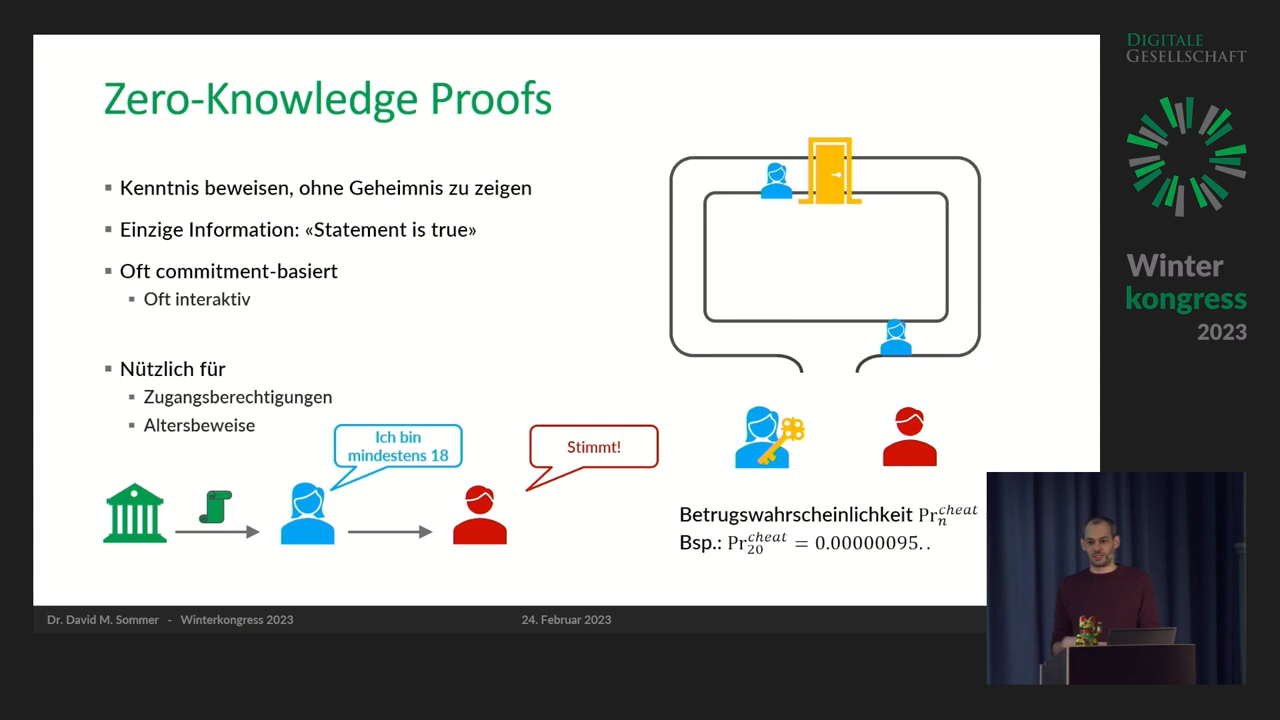 Zero-Knowledge Proofs
Kenntnis beweisen, ohne Geheimnis zu zeigen
Einzige Information: «Statement is true»
Oft commitment-basiert
Oft interaktiv
Nützlich für
Zugangsberechtigungen
Altersbeweise
Ich bin
mindestens 18
Stimmt!
Betrugswahrscheinlichkeit Pr_n^cheat
Bsp.: Pr_20^cheat = 0.00000095..
Dr. David M. Sommer - Winterkongress 2023
24. Februar 2023
DIGITALE
GESELLSCHAFT
Winter
kongress
2023